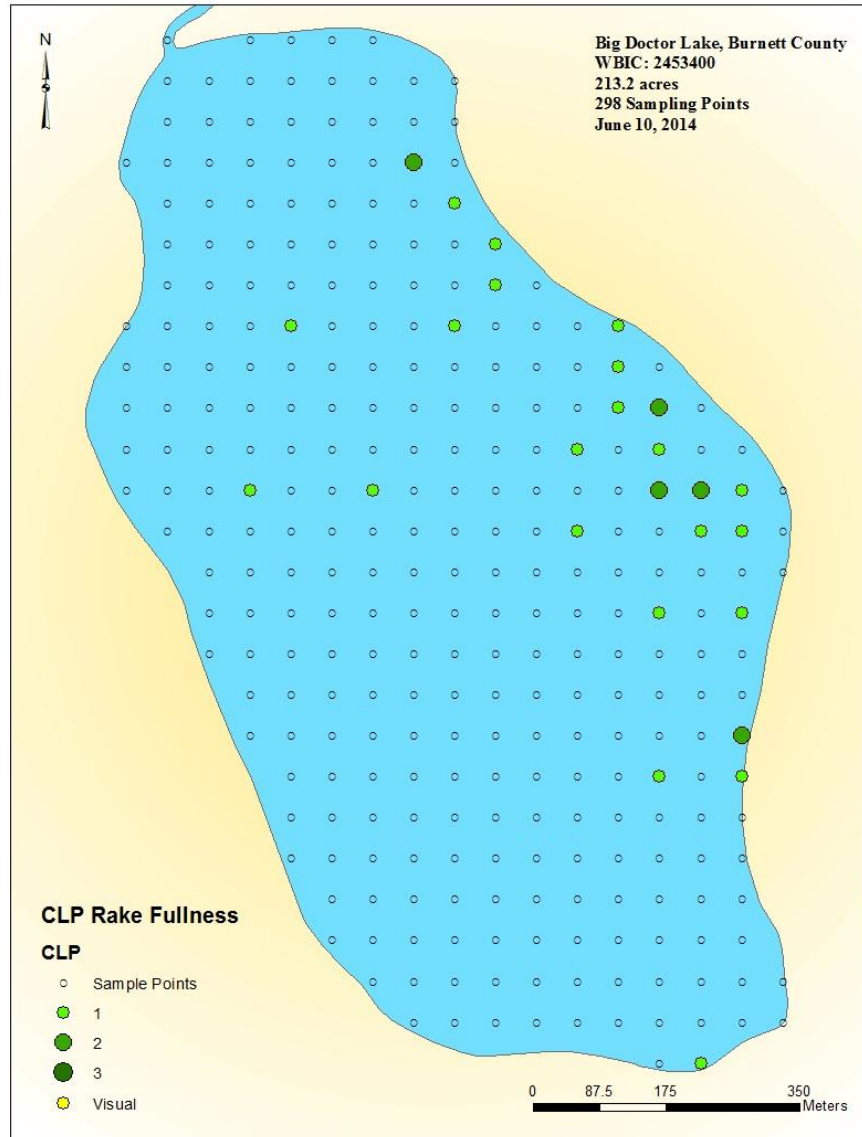 N
Big Doctor Lake, Burnett County
WBIC: 2453400
213.2 acres
298 Sampling Points
June 10, 2014
CLP Rake Fullness
CLP
Sample Points
1
2
3
Visual
0 87.5 175 350
Meters